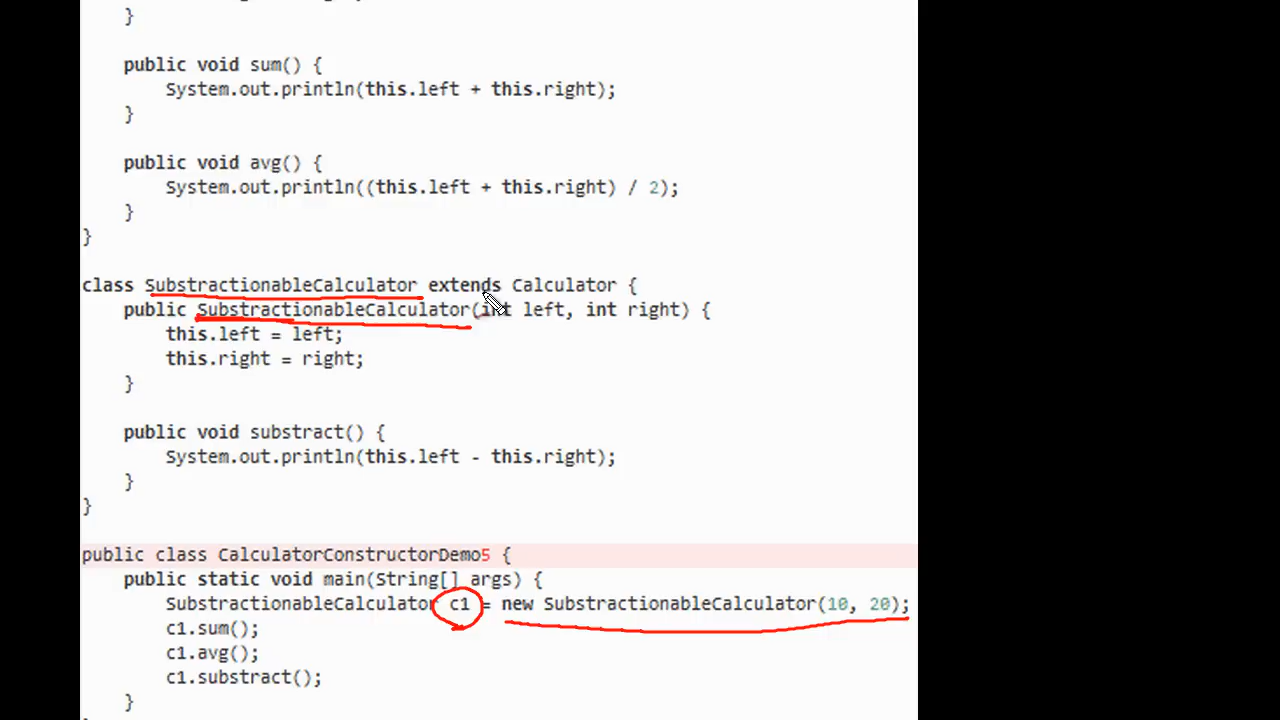 }
public void sum() {
System.out.println(this.left + this.right);
}
public void avg() {
System.out.println((this.left + this.right) / 2);
}
}
class SubstractionableCalculator extends Calculator {
public SubstractionableCalculator(int left, int right) {
this.left = left;
this.right = right;
}
public void substract() {
System.out.println(this.left - this.right);
}
}
public class CalculatorConstructorDemo5 {
public static void main(String[] args) {
SubstractionableCalculator c1 = new SubstractionableCalculator(10, 20);
c1.sum();
c1.avg();
c1.substract();
}